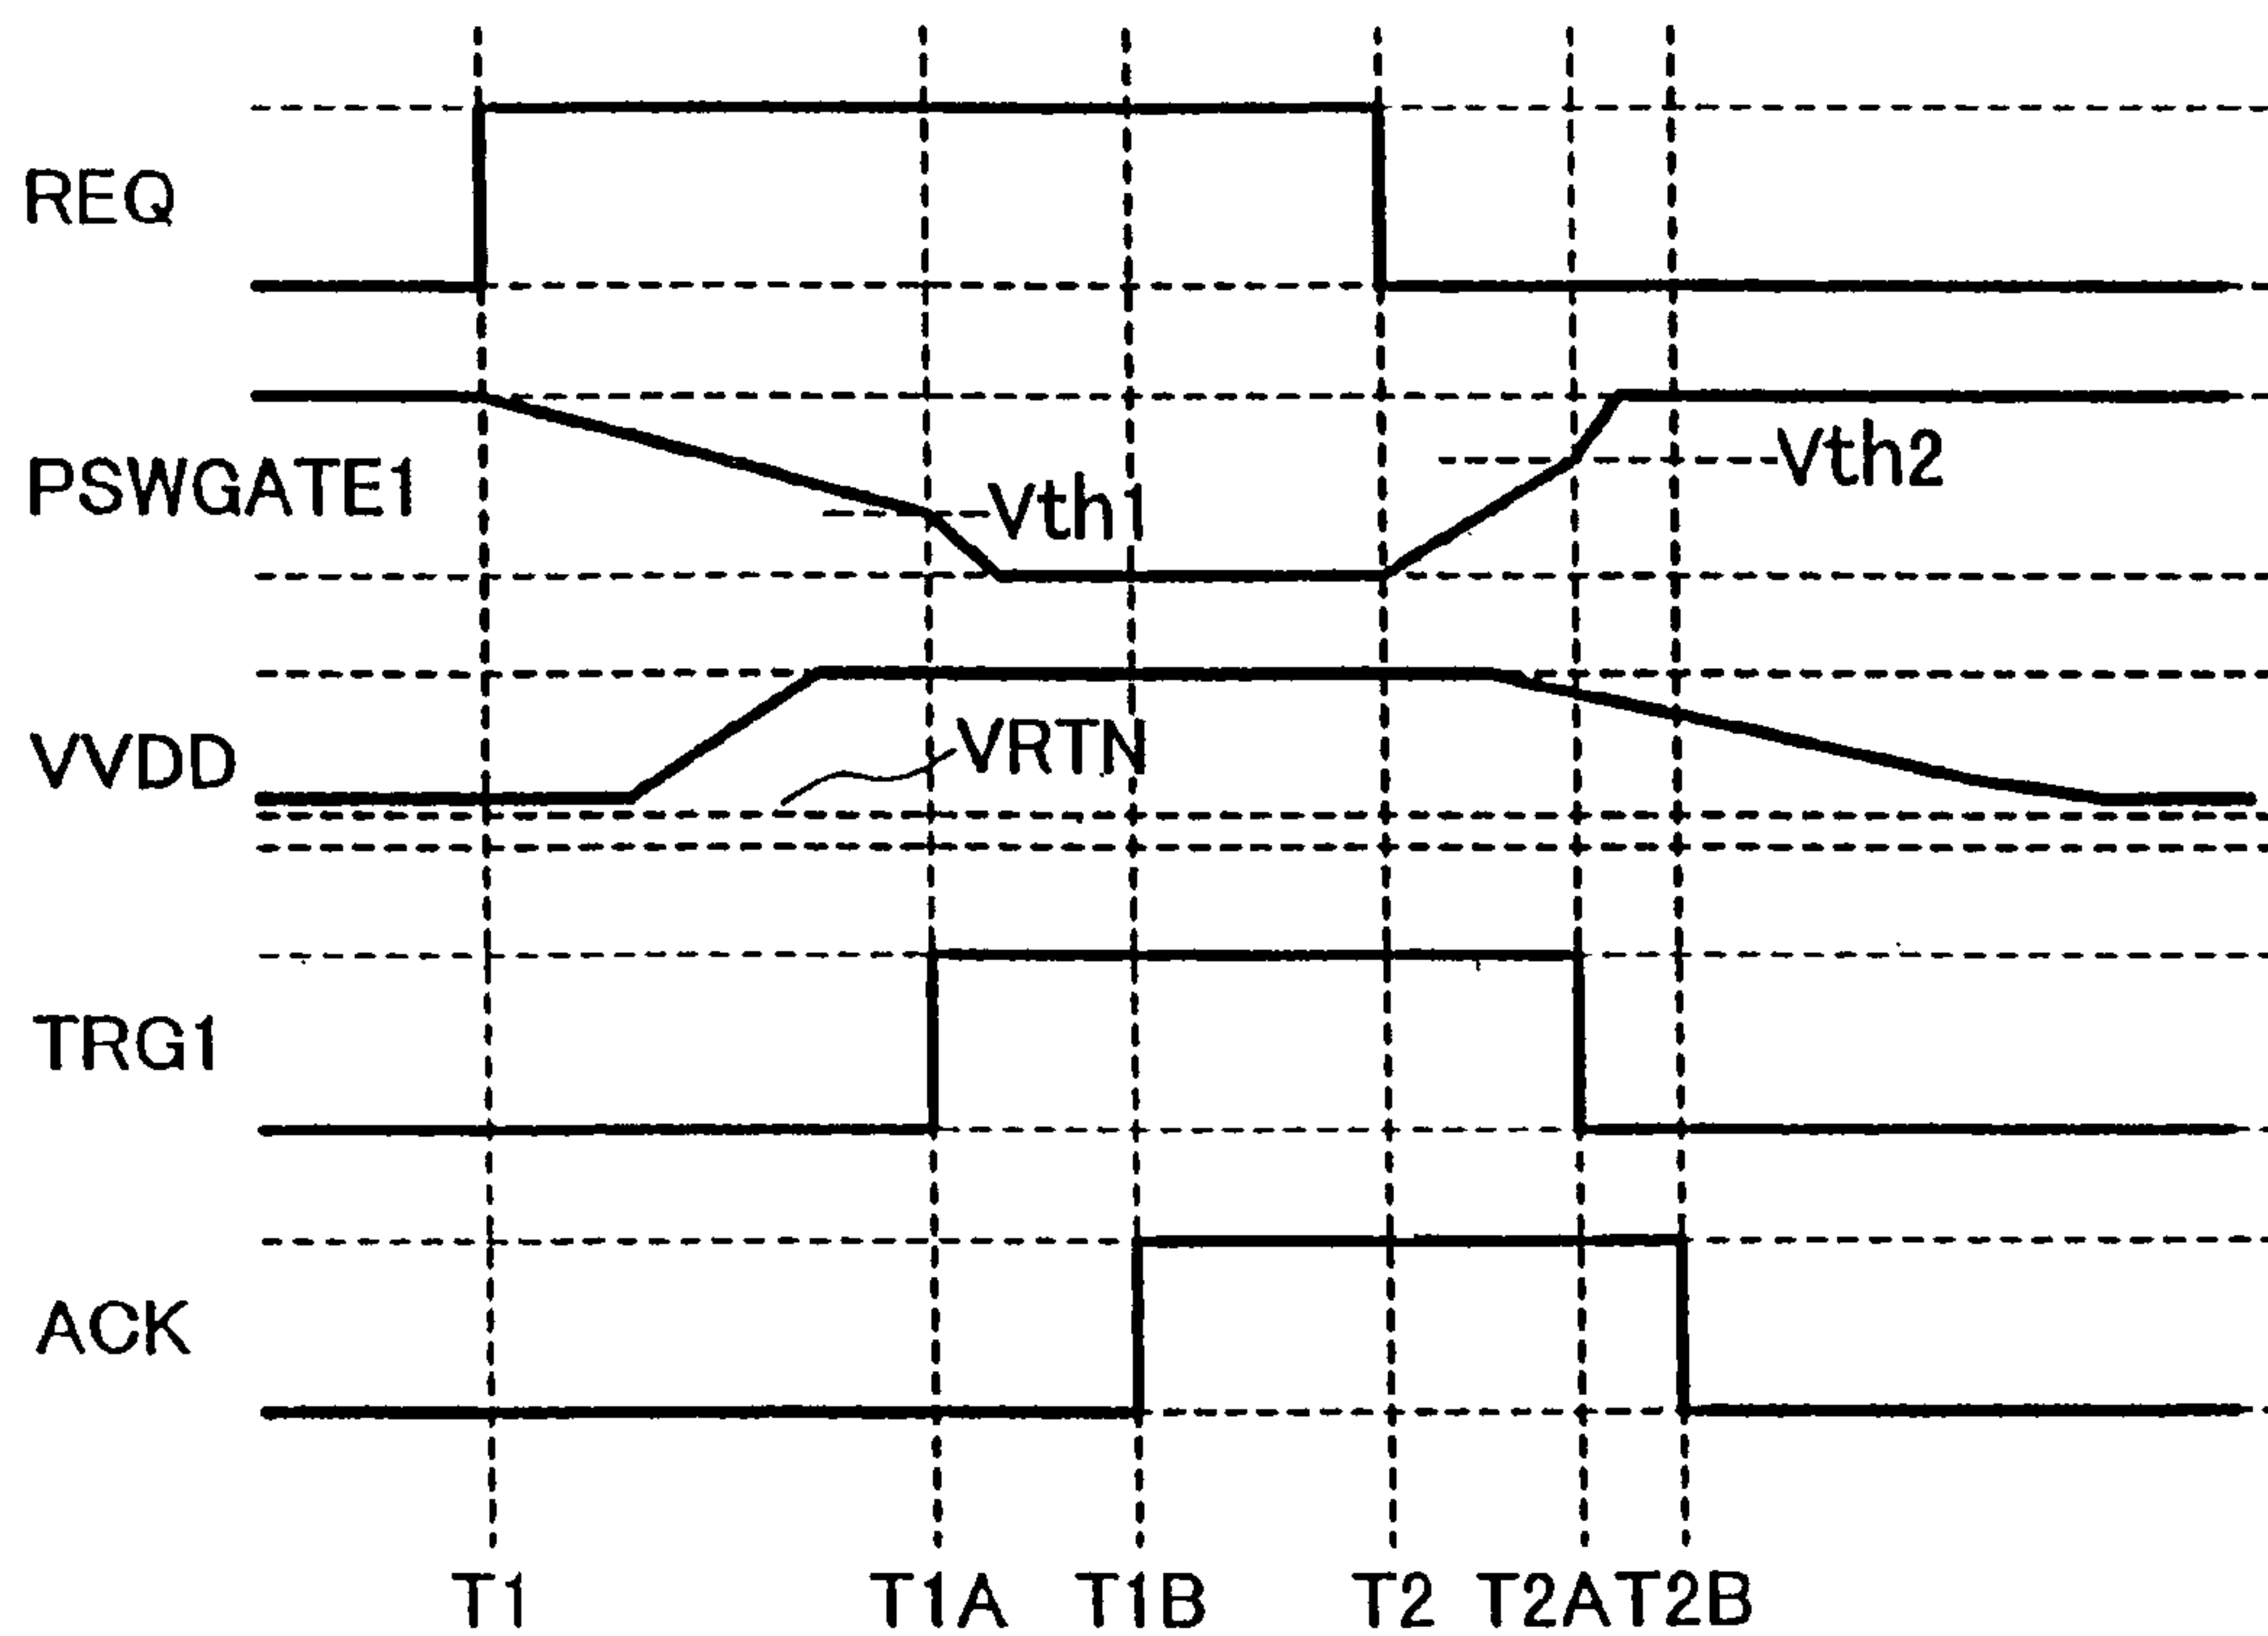 REQ
PSWGATE1
Vth1
Vth2
VVDD
VRTN
TRG1
ACK
T1 T1A T1B T2 T2A T2B